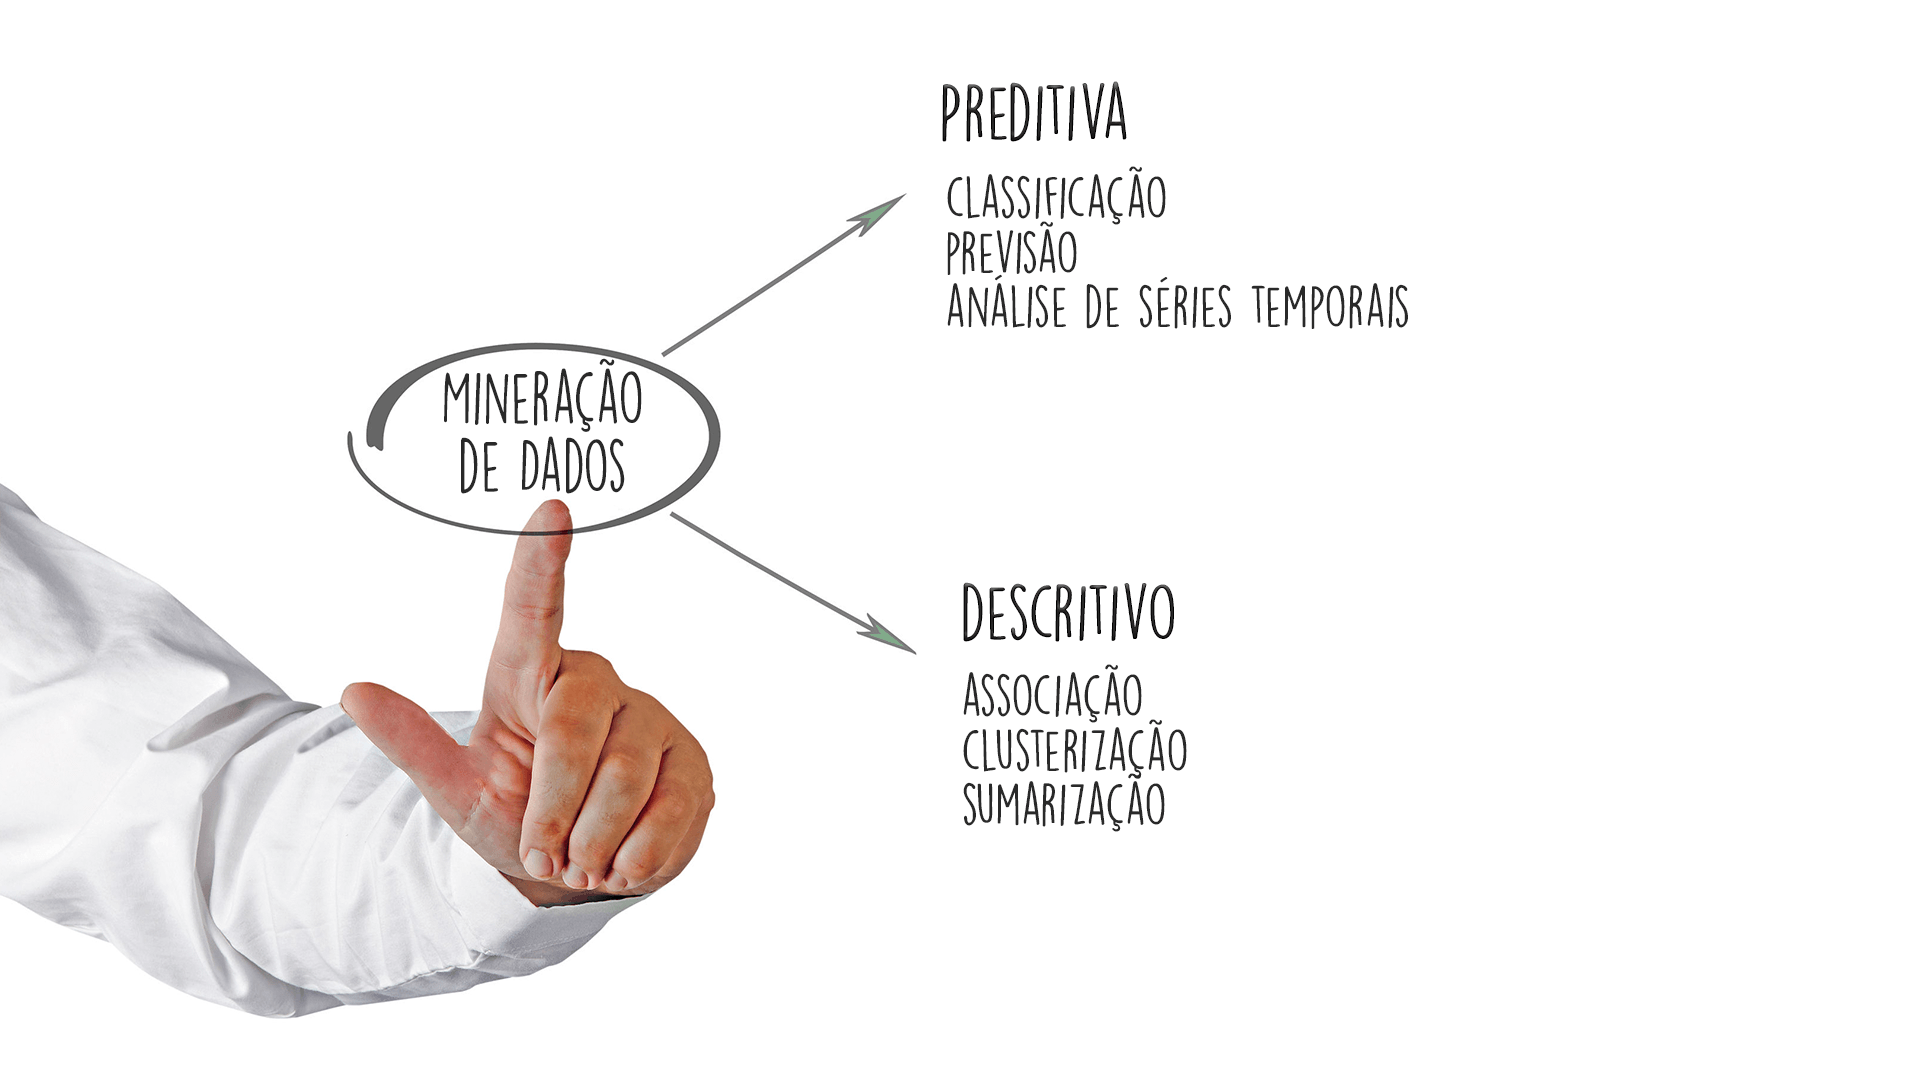 PREDITIVA
CLASSIFICAÇÃO
PREVISÃO
ANÁLISE DE SÉRIES TEMPORAIS
MINERAÇÃO
DE DADOS
DESCRITIVO
ASSOCIAÇÃO
CLUSTERIZAÇÃO
SUMARIZAÇÃO